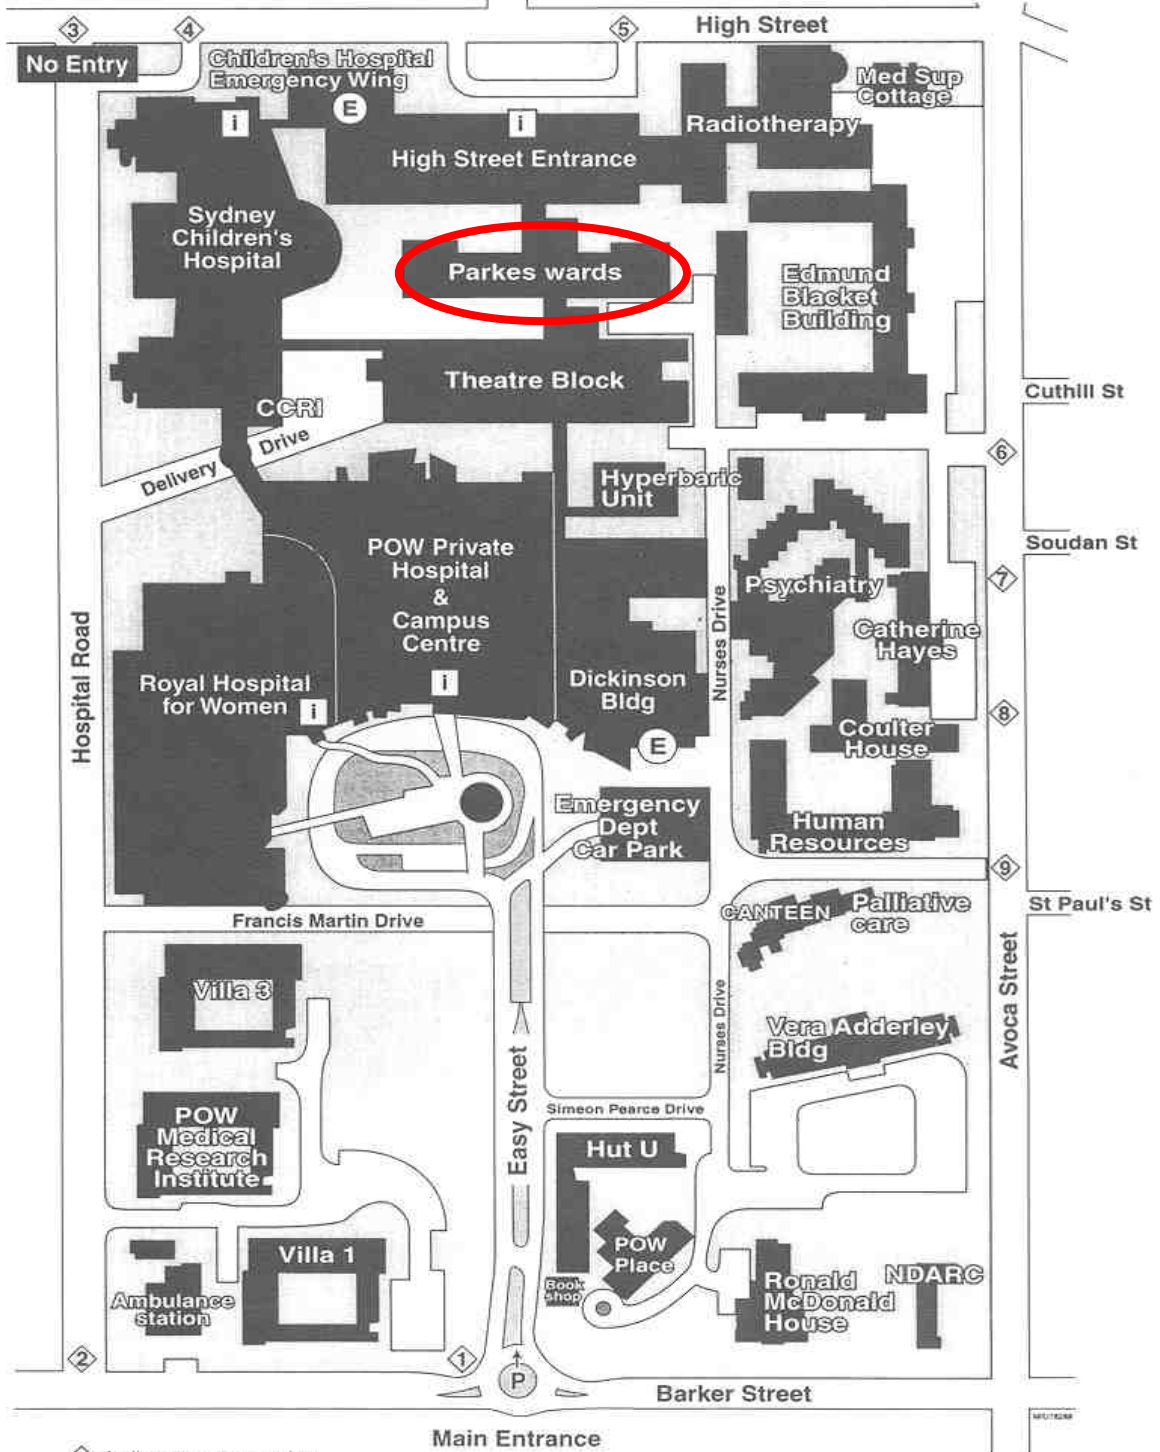 3
4
5
High Street
No Entry
Children's Hospital
Emergency Wing
E
Med Sup
Cottage
i
i
Radiotherapy
High Street Entrance
Sydney
Children's
Hospital
Parkes wards
Edmund
Blacket
Building
Theatre Block
Cuthill St
CCRI
Delivery Drive
6
Hyperbaric
Unit
Soudan St
POW Private
Hospital
&
Campus
Centre
7
Psychiatry
Nurses Drive
Catherine
Hayes
Hospital Road
Royal Hospital
for Women
i
i
Dickinson
Bldg
8
Coulter
House
E
Emergency
Dept
Car Park
Human
Resources
9
St Paul's St
CANTEEN
Palliative
care
Francis Martin Drive
Avoca Street
Villa 3
Nurses Drive
Vera Adderley
Bldg
Easy Street
POW
Medical
Research
Institute
Simeon Pearce Drive
Hut U
Villa 1
POW
Place
Book
shop
Ronald
McDonald
House
NDARC
Ambulance
station
2
1
P
Barker Street
Main Entrance